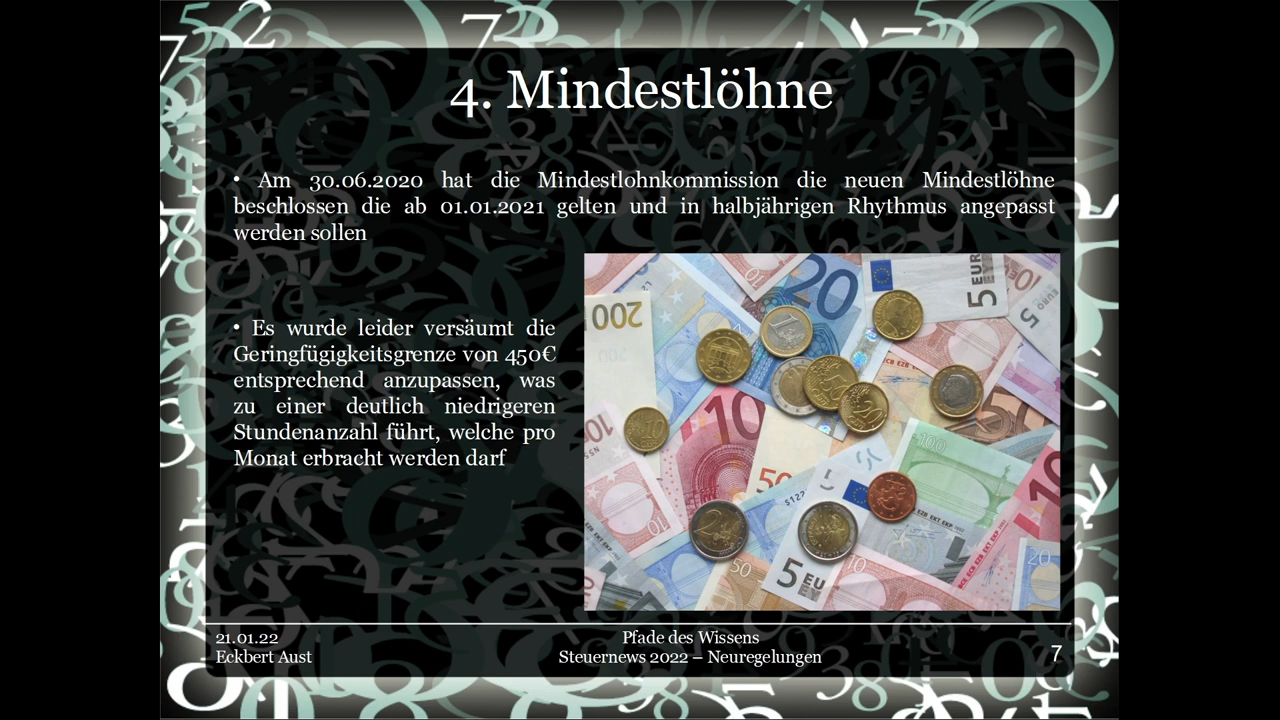 4. Mindestlöhne
• Am 30.06.2020 hat die Mindestlohnkommission die neuen Mindestlöhne
beschlossen die ab 01.01.2021 gelten und in halbjährigen Rhythmus angepasst
werden sollen
• Es wurde leider versäumt die
Geringfügigkeitsgrenze von 450€
entsprechend anzupassen, was
zu einer deutlich niedrigeren
Stundenanzahl führt, welche pro
Monat erbracht werden darf
21.01.22
Eckbert Aust
Pfade des Wissens
Steuernews 2022 – Neuregelungen
7